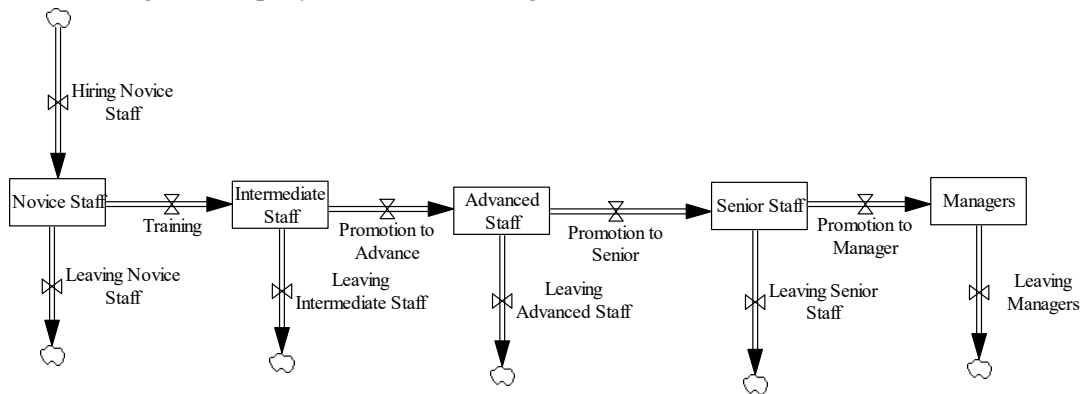 Hiring Novice
Staff
Novice Staff
Training
Intermediate
Staff
Promotion to
Advance
Advanced
Staff
Promotion to
Senior
Senior Staff
Promotion to
Manager
Managers
Leaving Novice
Staff
Leaving
Intermediate Staff
Leaving
Advanced Staff
Leaving Senior
Staff
Leaving
Managers